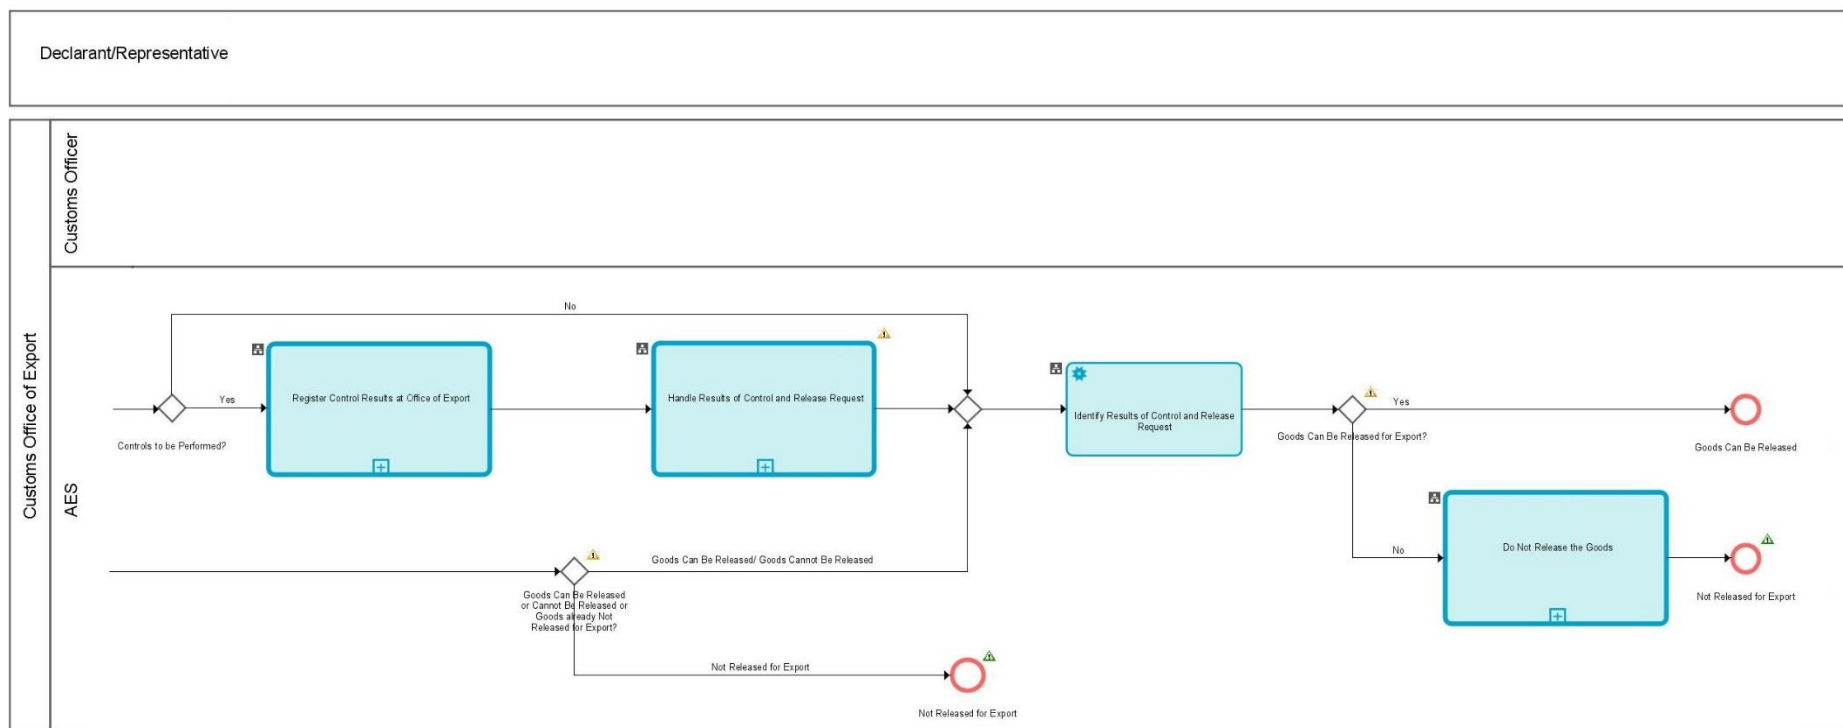 Declarant/Representative
Customs Office of Export
Customs Officer
AES
No
Yes
Controls to be Performed?
Register Control Results at Office of Export
Handle Results of Control and Release Request
Identify Results of Control and Release
Request
Goods Can Be Released for Export?
Yes
Goods Can Be Released
No
Do Not Release the Goods
Not Released for Export
Goods Can Be Released/ Goods Cannot Be Released
Goods Can Be Released
or Cannot Be Released or
Goods already Not
Released for Export?
Not Released for Export
Not Released for Export